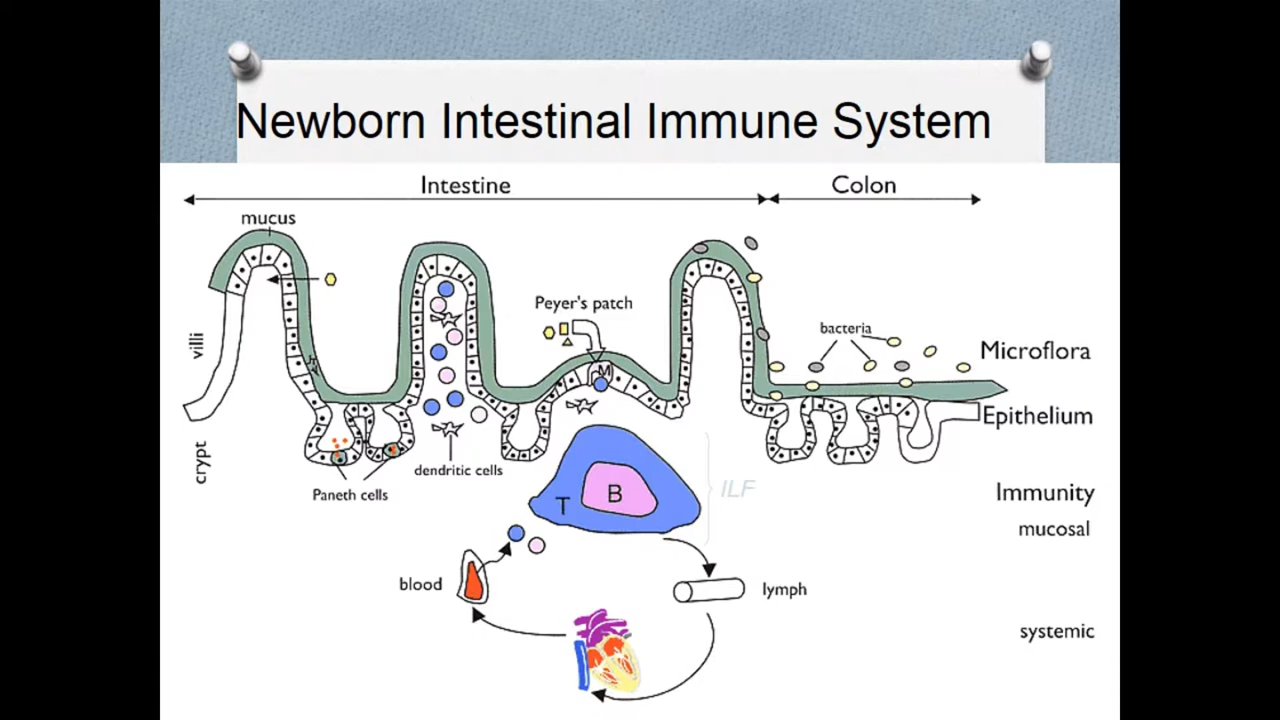 Newborn Intestinal Immune System
Intestine
Colon
mucus
Peyer's patch
bacteria
villi
Microflora
M
Epithelium
crypt
dendritic cells
Paneth cells
T
B
ILF
Immunity
mucosal
blood
lymph
systemic